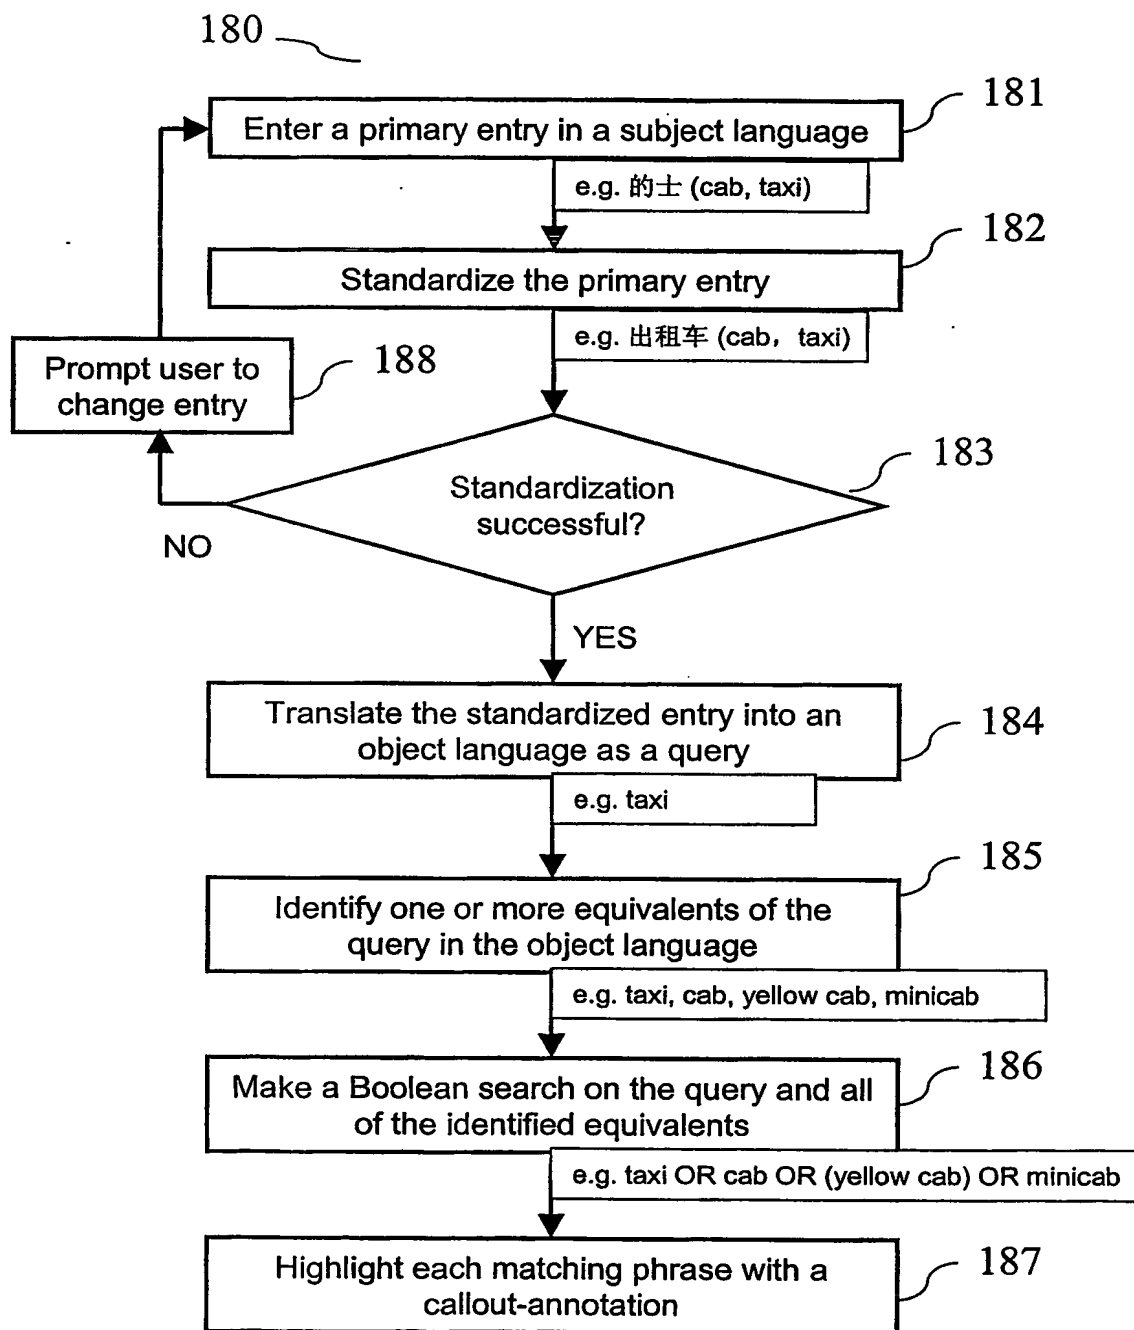 180
181
Enter a primary entry in a subject language
e.g. 的士 (cab, taxi)
182
Standardize the primary entry
e.g. 出租车 (cab，taxi)
188
Prompt user to
change entry
183
Standardization
successful?
NO
YES
184
Translate the standardized entry into an
object language as a query
e.g. taxi
185
Identify one or more equivalents of the
query in the object language
e.g. taxi, cab, yellow cab, minicab
186
Make a Boolean search on the query and all
of the identified equivalents
e.g. taxi OR cab OR (yellow cab) OR minicab
187
Highlight each matching phrase with a
callout-annotation